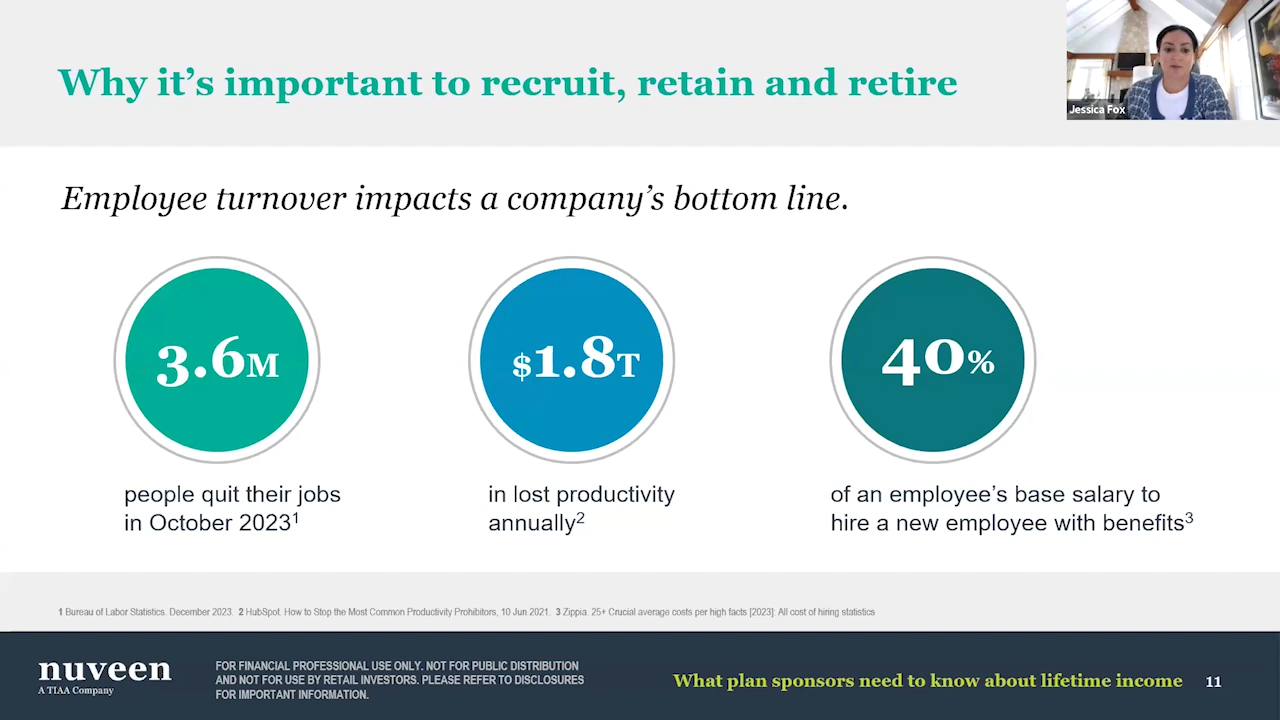 Why it's important to recruit, retain and retire
Jessica Fox
Employee turnover impacts a company's bottom line.
3.6M
$1.8T
40%
people quit their jobs
in October 2023¹
in lost productivity
annually²
of an employee's base salary to
hire a new employee with benefits³
1 Bureau of Labor Statistics. December 2023. 2 HubSpot. How to Stop the Most Common Productivity Prohibitors, 10 Jun 2021. 3 Zippia. 25+ Crucial average costs per high facts [2023]: All cost of hiring statistics
nuveen
A TIAA Company
FOR FINANCIAL PROFESSIONAL USE ONLY. NOT FOR PUBLIC DISTRIBUTION
AND NOT FOR USE BY RETAIL INVESTORS. PLEASE REFER TO DISCLOSURES
FOR IMPORTANT INFORMATION.
What plan sponsors need to know about lifetime income 11